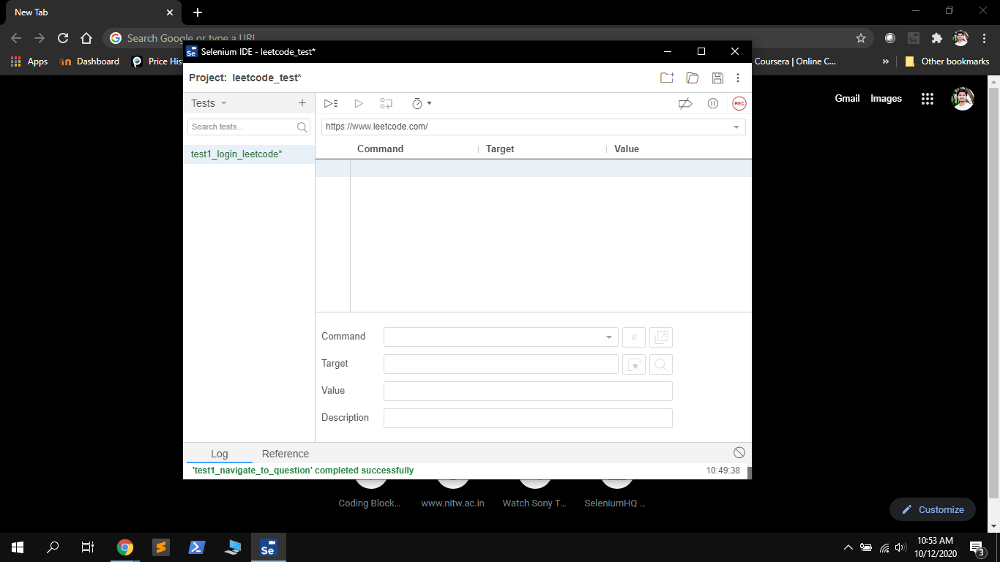 New Tab
Search Google or type a URL
Apps
Dashboard
Price His
Coursera | Online C...
»
Other bookmarks
Se
Selenium IDE - leetcode_test*
Project: leetcode_test*
Gmail
Images
Tests
REC
Search tests...
https://www.leetcode.com/
Command
Target
Value
test1_login_leetcode*
Command
//
Target
Value
Description
Log
Reference
'test1_navigate_to_question' completed successfully
10:49:38
Coding Block...
www.nitw.ac.in
Watch Sony T...
SeleniumHQ ...
Customize
Se
10:53 AM
10/12/2020
3